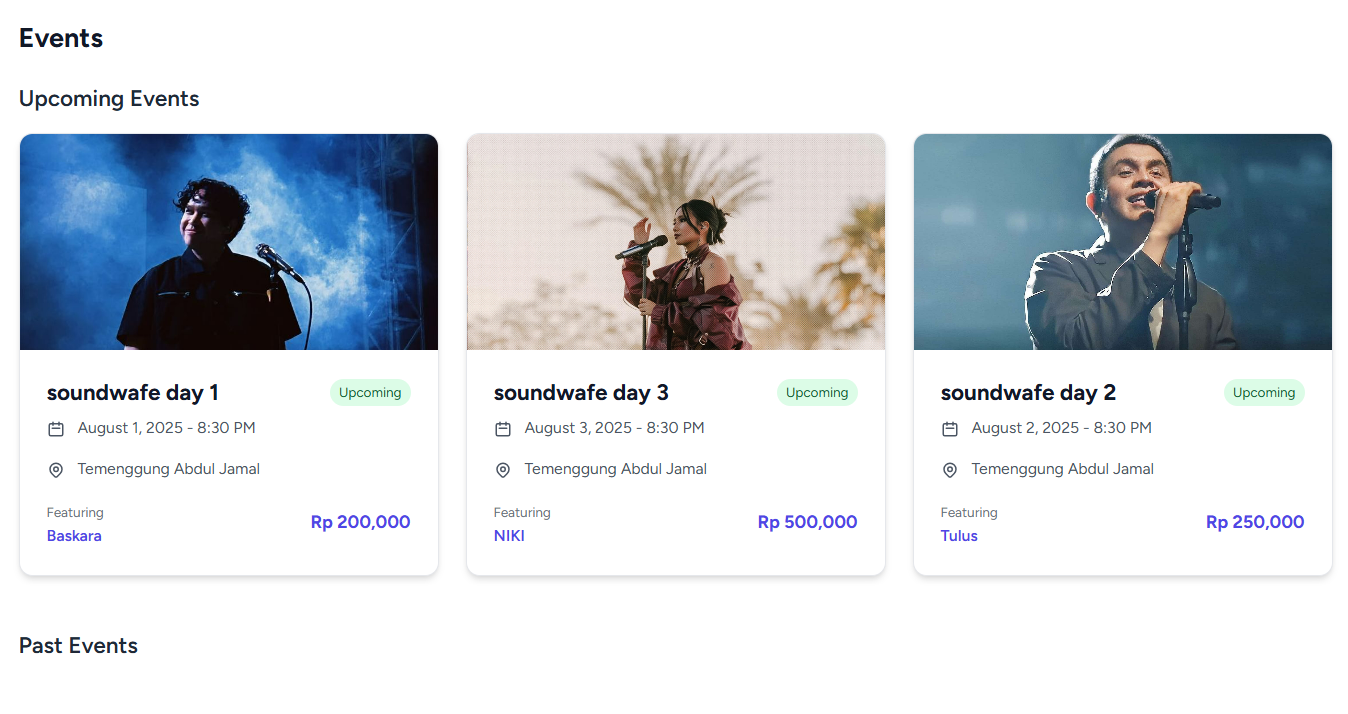 Events
Upcoming Events
soundwafe day 1
Upcoming
August 1, 2025 - 8:30 PM
Temenggung Abdul Jamal
Featuring
Baskara
Rp 200,000
soundwafe day 3
Upcoming
August 3, 2025 - 8:30 PM
Temenggung Abdul Jamal
Featuring
NIKI
Rp 500,000
soundwafe day 2
Upcoming
August 2, 2025 - 8:30 PM
Temenggung Abdul Jamal
Featuring
Tulus
Rp 250,000
Past Events